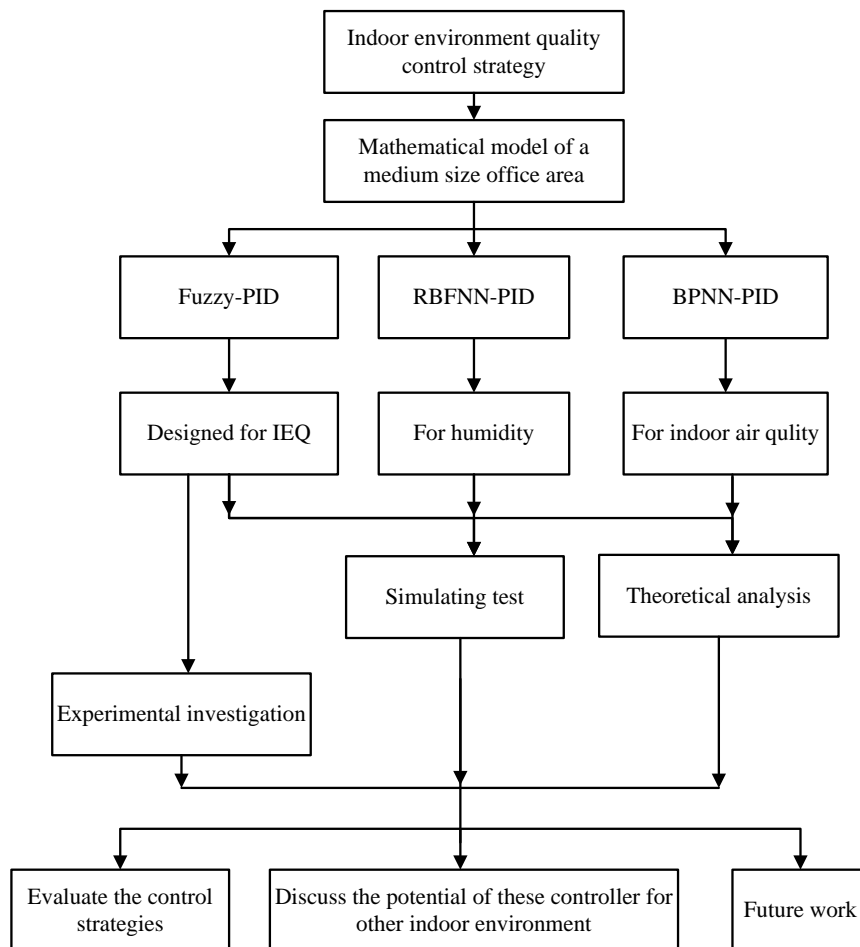 Indoor environment quality
control strategy
Mathematical model of a
medium size office area
Fuzzy-PID
RBFNN-PID
BPNN-PID
Designed for IEQ
For humidity
For indoor air qulity
Simulating test
Theoretical analysis
Experimental investigation
Evaluate the control
strategies
Discuss the potential of these controller for
other indoor environment
Future work